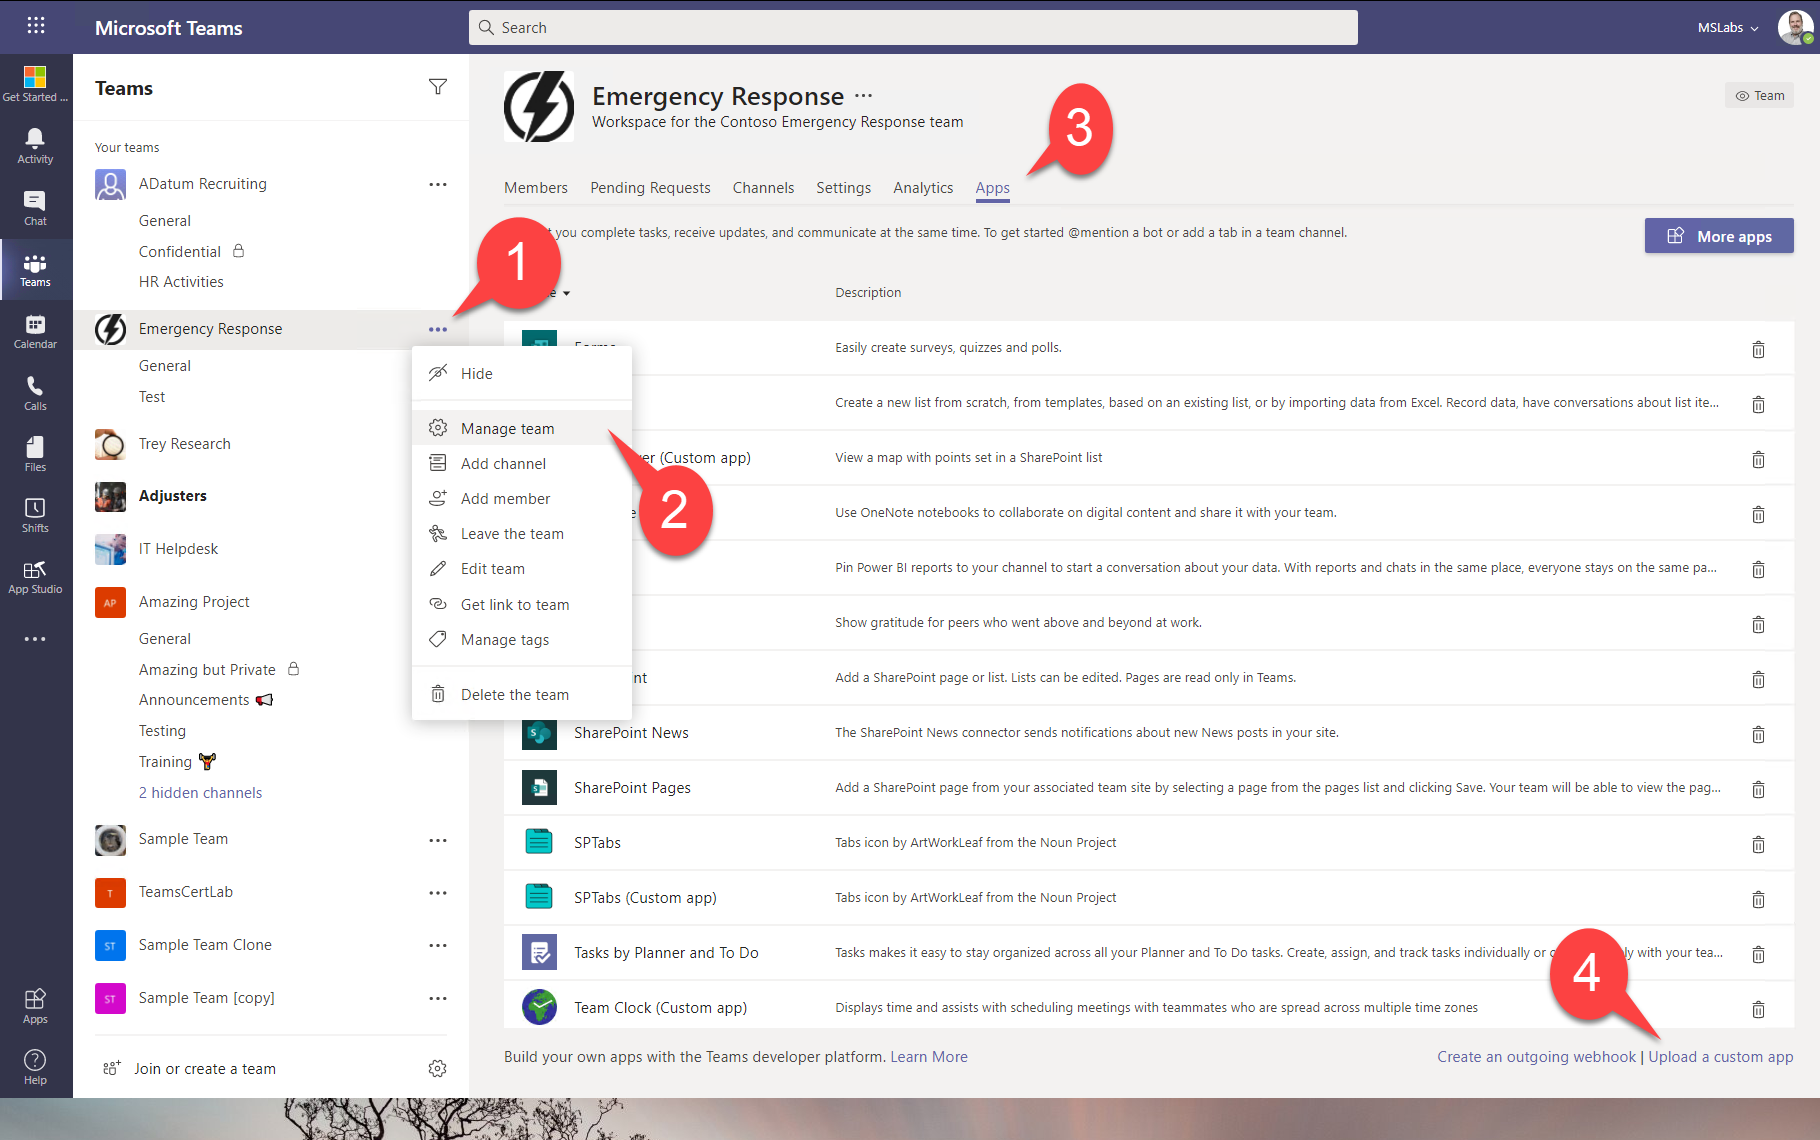 Microsoft Teams
Search
MSLabs
Get Started ...
Activity
Chat
Teams
Calendar
Calls
Files
Shifts
App Studio
Apps
Help
Teams
Your teams
ADatum Recruiting
General
Confidential
HR Activities
Emergency Response
General
Test
Trey Research
Adjusters
IT Helpdesk
AP
Amazing Project
General
Amazing but Private
Announcements
Testing
Training
2 hidden channels
Sample Team
T
TeamsCertLab
ST
Sample Team Clone
ST
Sample Team [copy]
Join or create a team
1
Hide
Manage team
Add channel
Add member
Leave the team
Edit team
Get link to team
Manage tags
Delete the team
2
Emergency Response ...
Workspace for the Contoso Emergency Response team
Team
3
Members Pending Requests Channels Settings Analytics Apps
you complete tasks, receive updates, and communicate at the same time. To get started @mention a bot or add a tab in a team channel.
More apps
Description
Easily create surveys, quizzes and polls.
Create a new list from scratch, from templates, based on an existing list, or by importing data from Excel. Record data, have conversations about list ite...
(Custom app) View a map with points set in a SharePoint list
Use OneNote notebooks to collaborate on digital content and share it with your team.
Pin Power BI reports to your channel to start a conversation about your data. With reports and chats in the same place, everyone stays on the same pa...
Show gratitude for peers who went above and beyond at work.
Add a SharePoint page or list. Lists can be edited. Pages are read only in Teams.
SharePoint News The SharePoint News connector sends notifications about new News posts in your site.
SharePoint Pages Add a SharePoint page from your associated team site by selecting a page from the pages list and clicking Save. Your team will be able to view the pag...
SPTabs Tabs icon by ArtWorkLeaf from the Noun Project
SPTabs (Custom app) Tabs icon by ArtWorkLeaf from the Noun Project
Tasks by Planner and To Do Tasks makes it easy to stay organized across all your Planner and To Do tasks. Create, assign, and track tasks individually or with your tea...
4
Team Clock (Custom app) Displays time and assists with scheduling meetings with teammates who are spread across multiple time zones
Build your own apps with the Teams developer platform. Learn More
Create an outgoing webhook | Upload a custom app